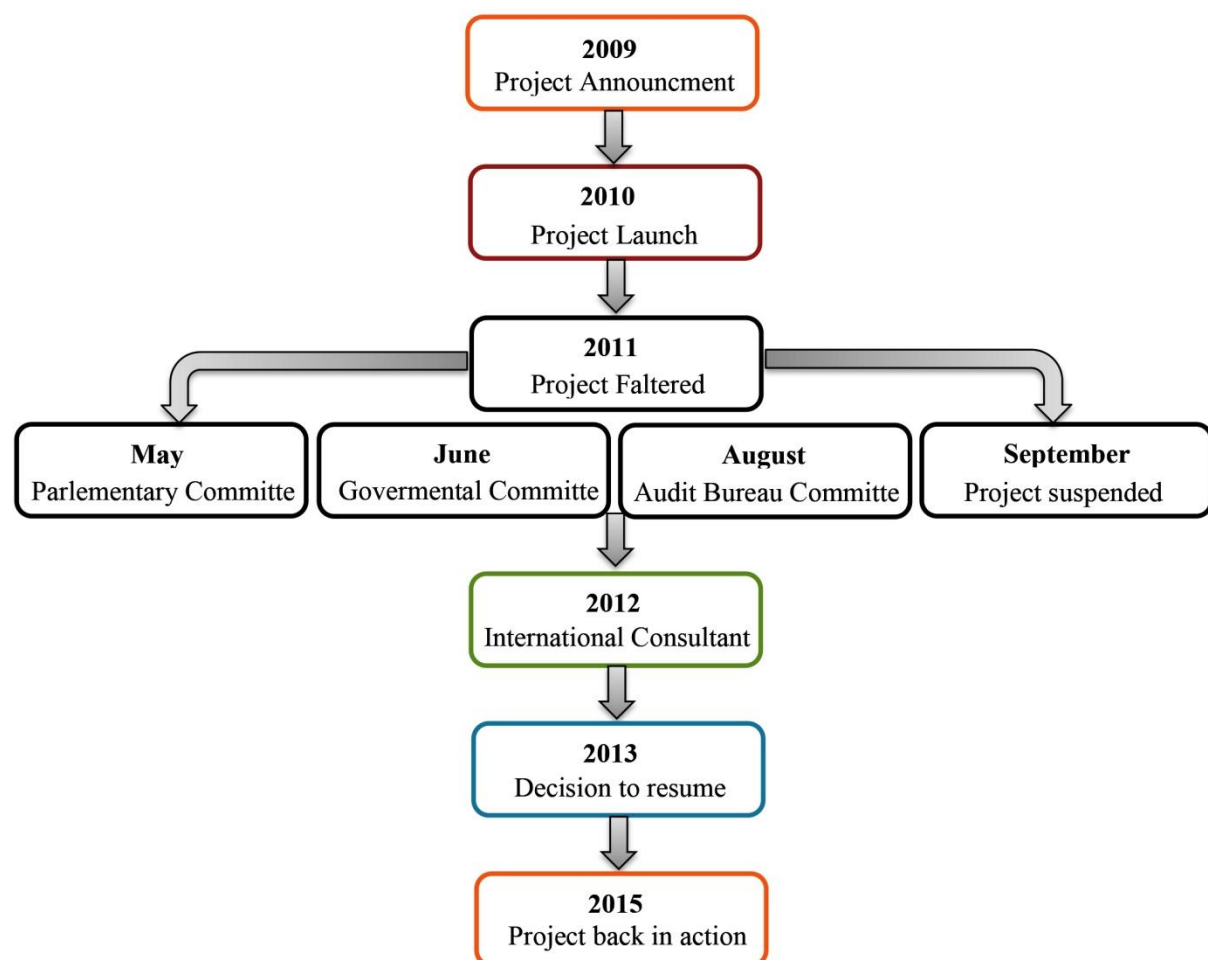 2009
Project Announcment
2010
Project Launch
2011
Project Faltered
May
Parlementary Committe
June
Govermental Committe
August
Audit Bureau Committe
September
Project suspended
2012
International Consultant
2013
Decision to resume
2015
Project back in action